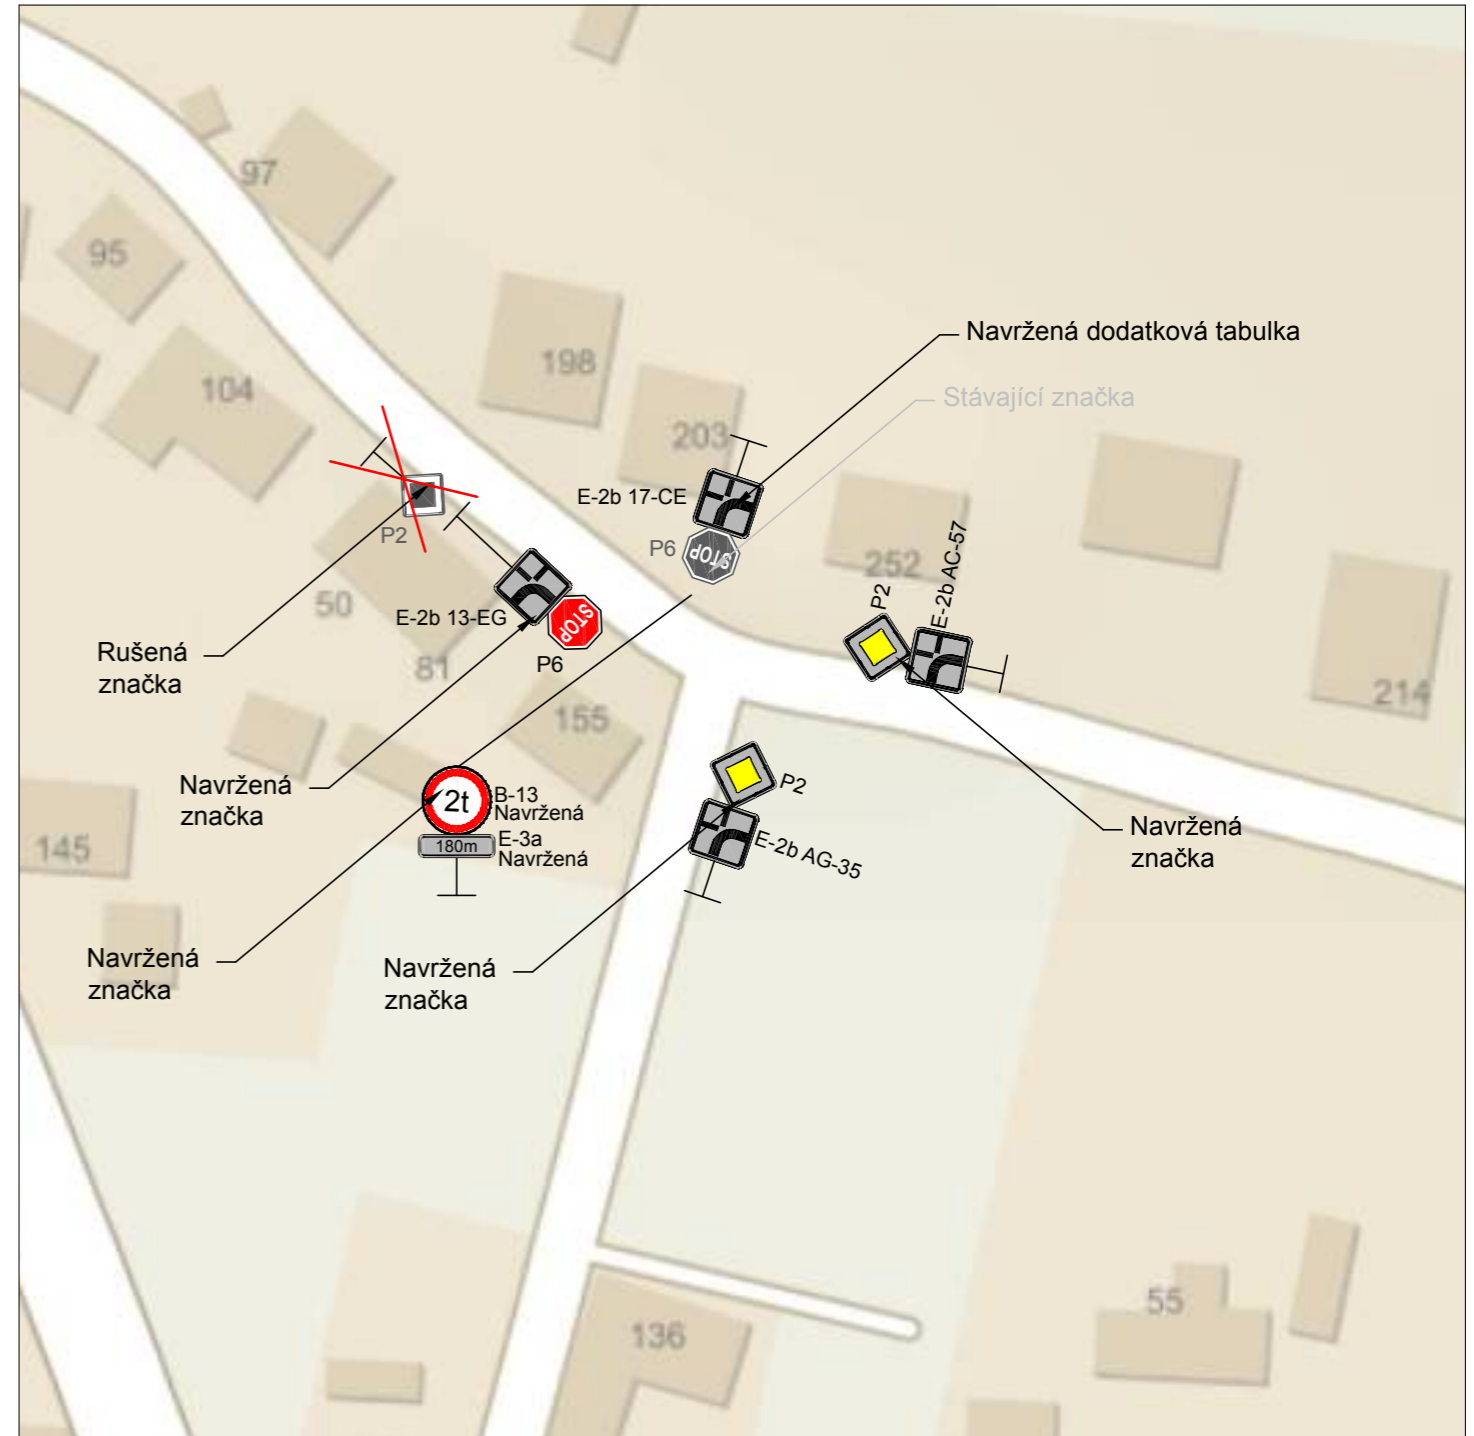 97
95
Navržená dodatková tabulka
198
104
Stávající značka
203
E-2b 17-CE
P2
P6
STOP
252
E-2b AC-57
P2
50
E-2b 13-EG
STOP
Rušená
značka
81
P6
214
155
Navržená
značka
2t
B-13
Navržená
180m
E-3a
Navržená
P2
E-2b AG-35
Navržená
značka
145
Navržená
značka
Navržená
značka
55
136